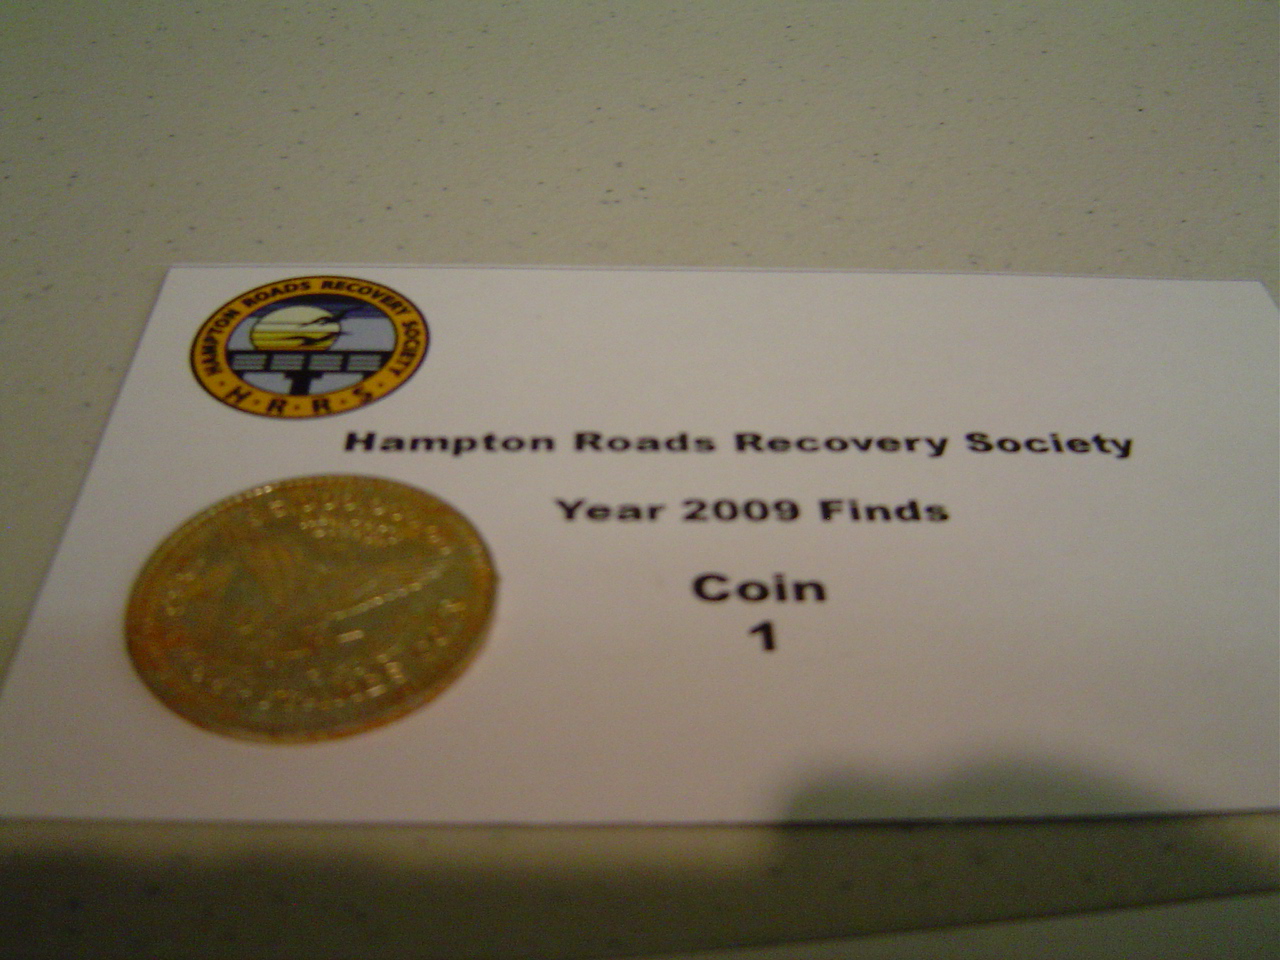 HAMPTON ROADS RECOVERY SOCIETY
· H · R · R · S ·
Hampton Roads Recovery Society
Year 2009 Finds
Coin
1